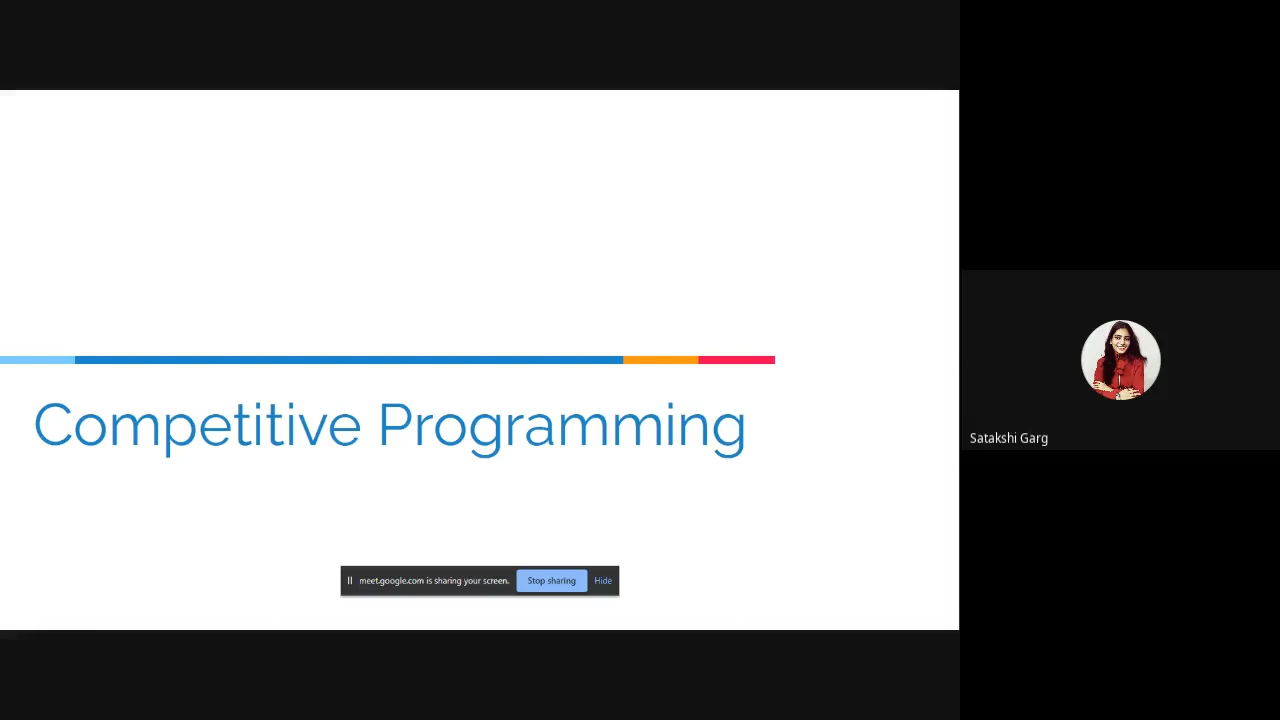 Competitive Programming
meet.google.com is sharing your screen. Stop sharing Hide
Satakshi Garg